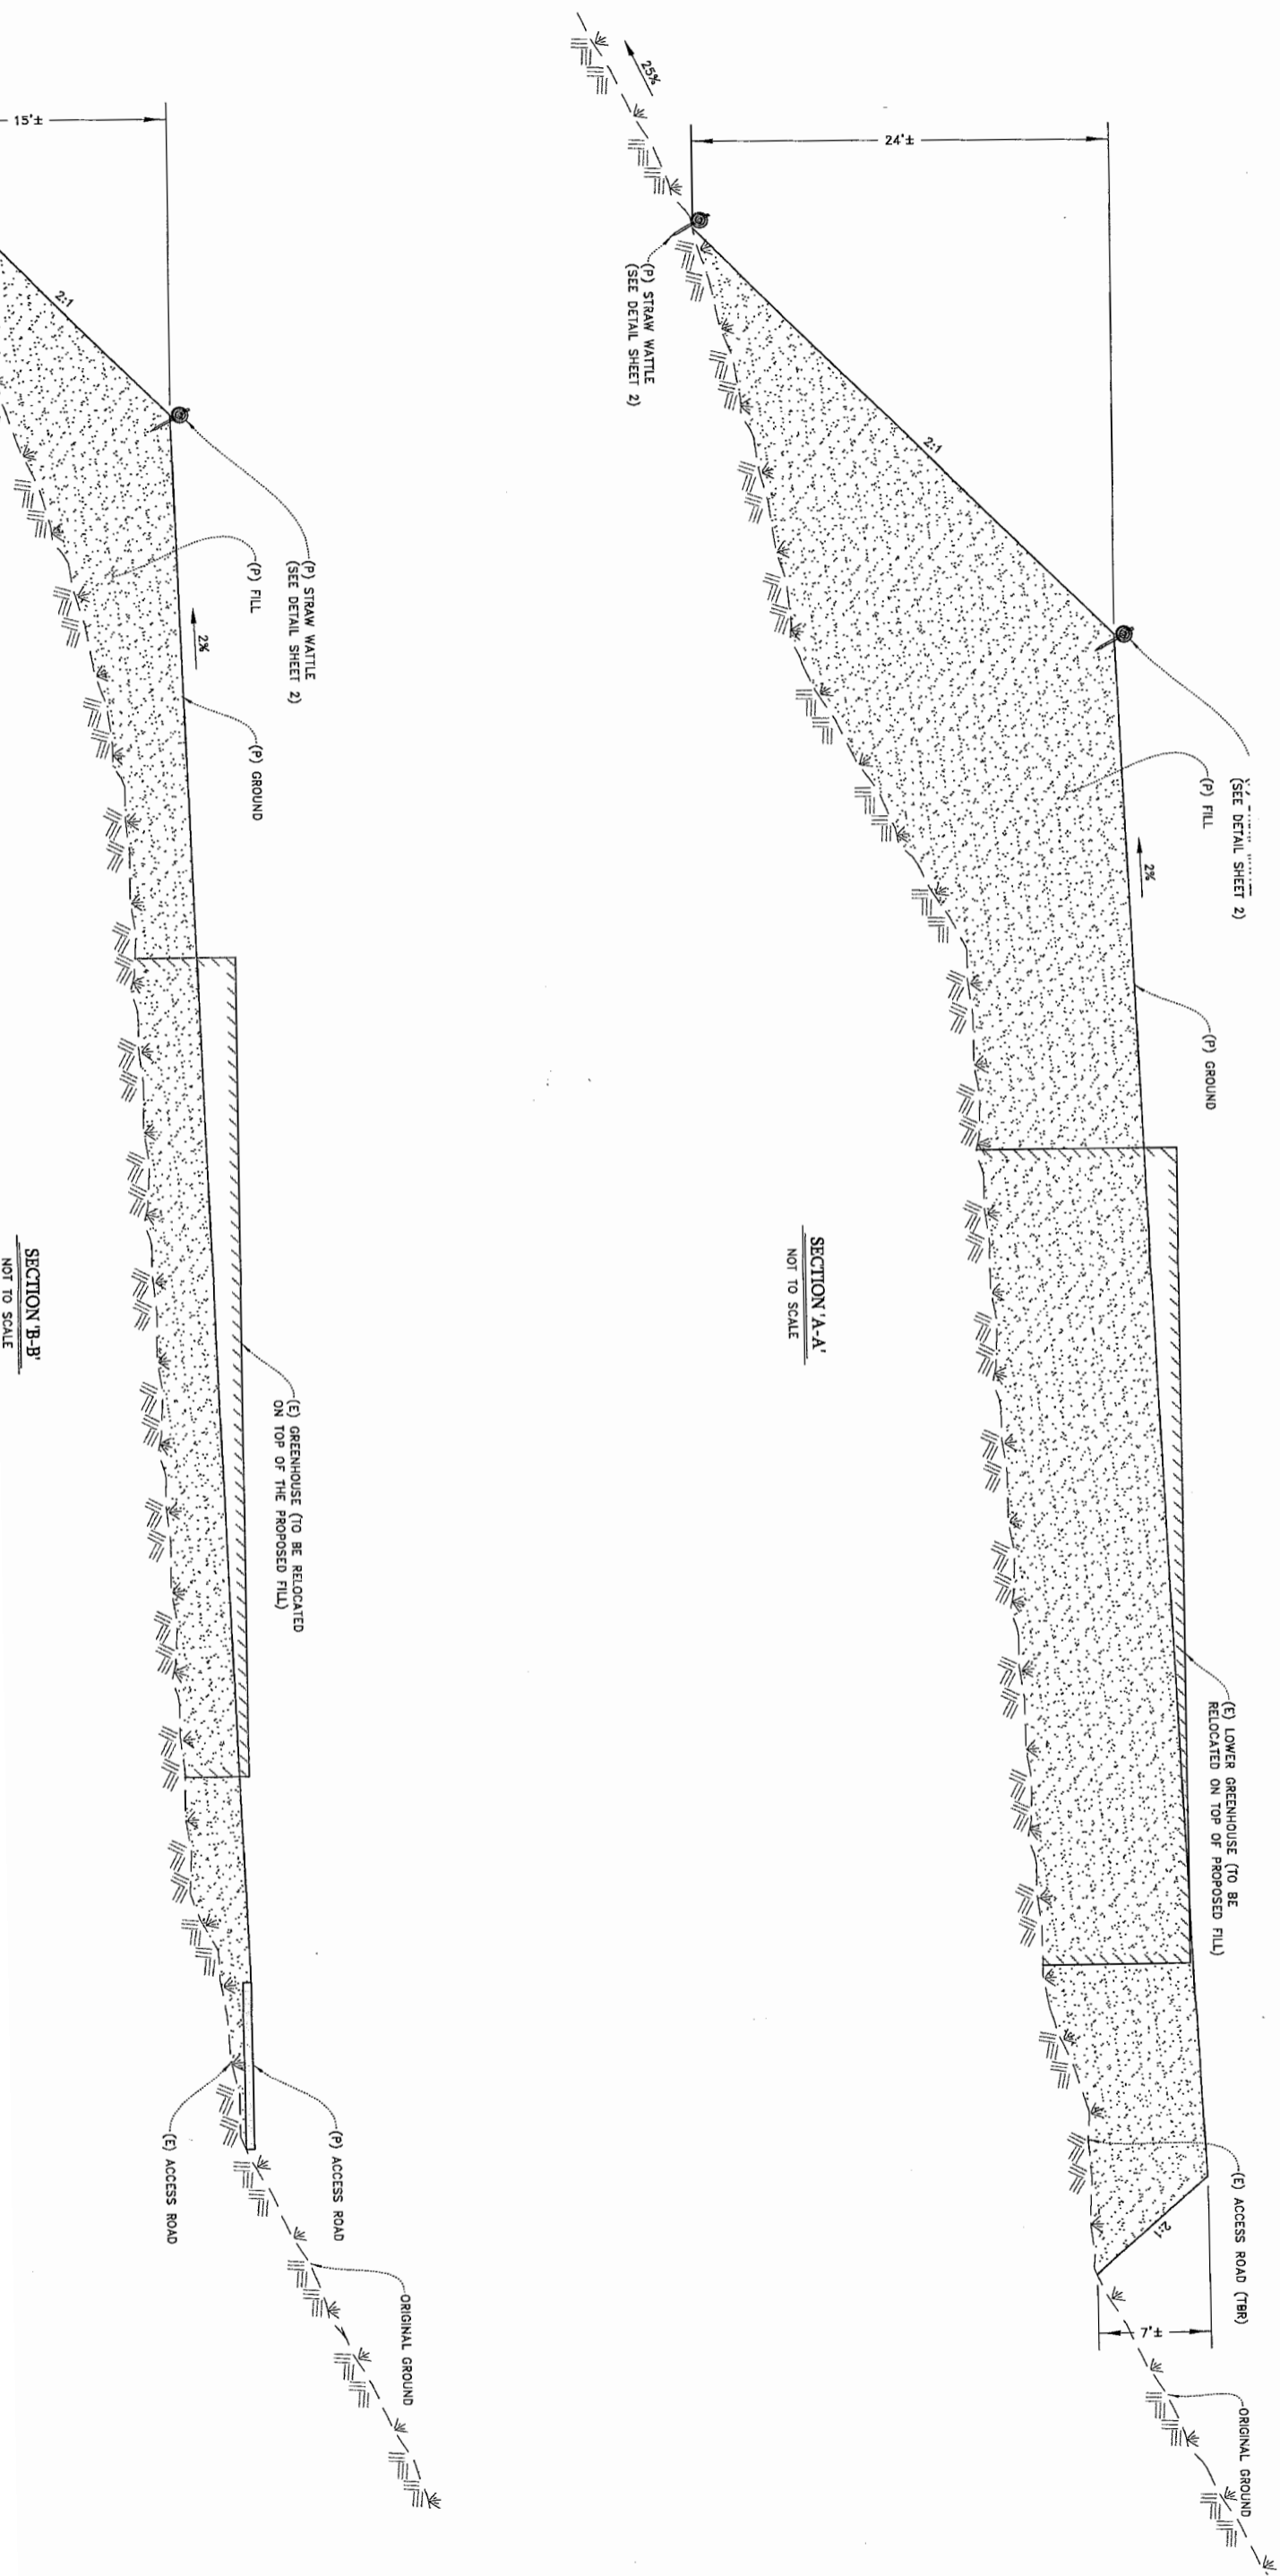 25%
24'±
(P) STRAW WATTLE
(SEE DETAIL SHEET 2)
2:1
(SEE DETAIL SHEET 2)
(P) FILL
2%
(P) GROUND
(E) LOWER GREENHOUSE (TO BE
RELOCATED ON TOP OF PROPOSED FILL)
(E) ACCESS ROAD (TBR)
2:1
7'±
ORIGINAL GROUND
SECTION 'A-A'
NOT TO SCALE
15'±
2:1
(P) STRAW WATTLE
(SEE DETAIL SHEET 2)
(P) FILL
2%
(P) GROUND
(E) GREENHOUSE (TO BE RELOCATED
ON TOP OF THE PROPOSED FILL)
(P) ACCESS ROAD
(E) ACCESS ROAD
ORIGINAL GROUND
SECTION 'B-B'
NOT TO SCALE